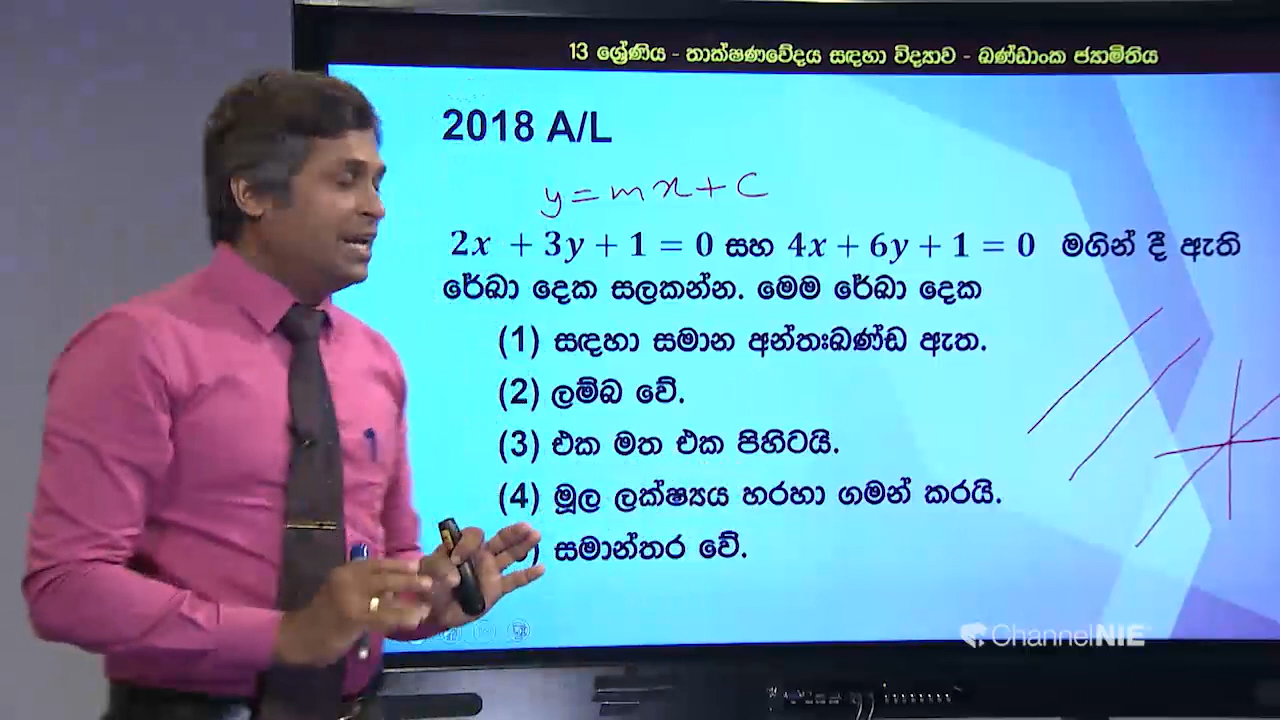 13 ශ්‍රේණිය - තාක්ෂණවේදය සඳහා විද්‍යාව - ඛණ්ඩාංක ජ්‍යාමිතිය
2018 A/L
y = mx + c
2x + 3y + 1 = 0 සහ 4x + 6y + 1 = 0 මගින් දී ඇති
රේඛා දෙක සලකන්න. මෙම රේඛා දෙක
(1) සඳහා සමාන අන්තඃඛණ්ඩ ඇත.
(2) ලම්බ වේ.
(3) එක මත එක පිහිටයි.
(4) මූල ලක්ෂ්‍යය හරහා ගමන් කරයි.
සමාන්තර වේ.
ChannelNIE